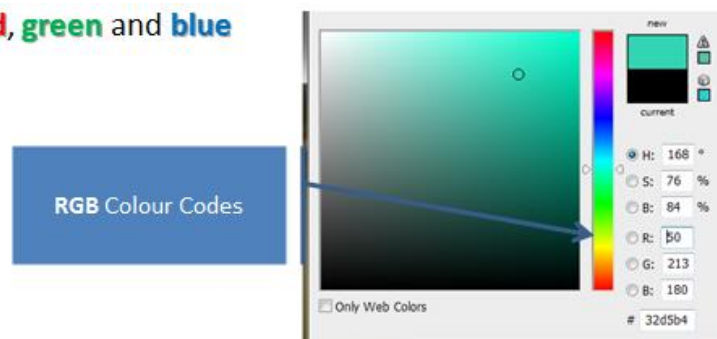 d, green and blue
RGB Colour Codes
new
current
H: 168 °
S: 76 %
B: 84 %
R: 50
G: 213
B: 180
# 32d5b4
Only Web Colors